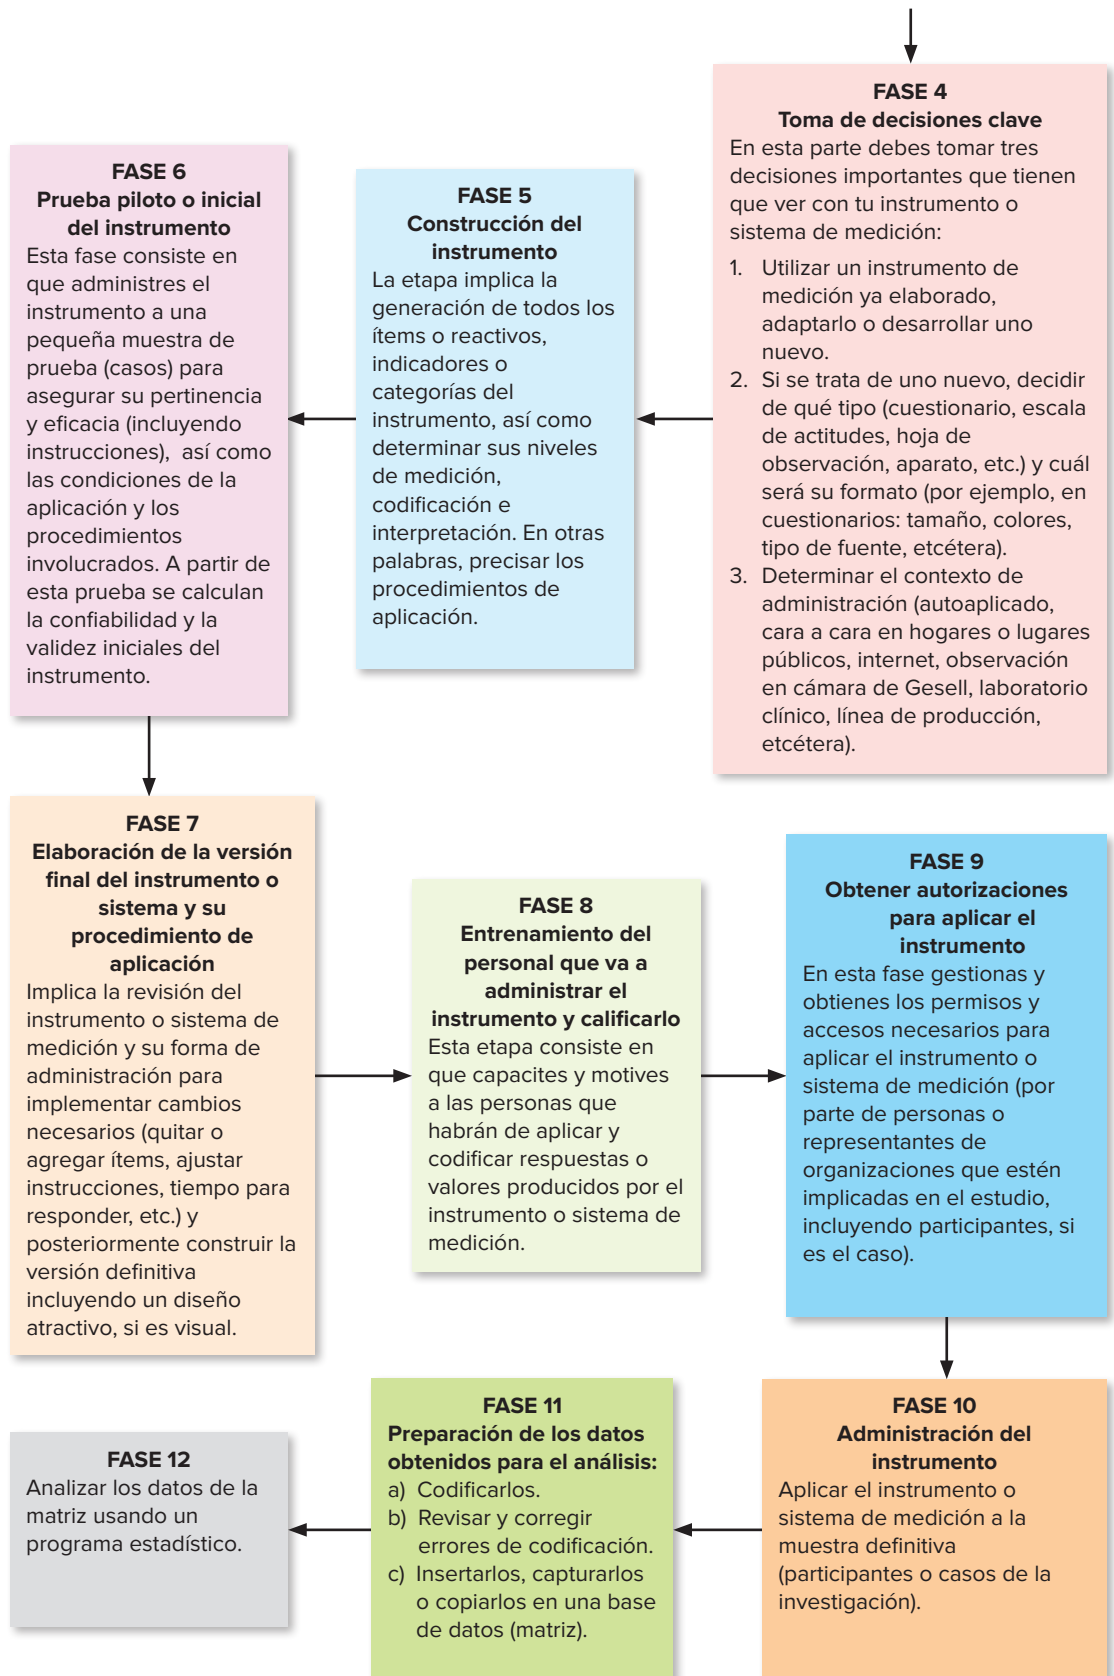 FASE 4
Toma de decisiones clave
En esta parte debes tomar tres
decisiones importantes que tienen
que ver con tu instrumento o
sistema de medición:
1. Utilizar un instrumento de
medición ya elaborado,
adaptarlo o desarrollar uno
nuevo.
2. Si se trata de uno nuevo, decidir
de qué tipo (cuestionario, escala
de actitudes, hoja de
observación, aparato, etc.) y cuál
será su formato (por ejemplo, en
cuestionarios: tamaño, colores,
tipo de fuente, etcétera).
3. Determinar el contexto de
administración (autoaplicado,
cara a cara en hogares o lugares
públicos, internet, observación
en cámara de Gesell, laboratorio
clínico, línea de producción,
etcétera).
FASE 5
Construcción del
instrumento
La etapa implica la
generación de todos los
ítems o reactivos,
indicadores o
categorías del
instrumento, así como
determinar sus niveles
de medición,
codificación e
interpretación. En otras
palabras, precisar los
procedimientos de
aplicación.
FASE 6
Prueba piloto o inicial
del instrumento
Esta fase consiste en
que administres el
instrumento a una
pequeña muestra de
prueba (casos) para
asegurar su pertinencia
y eficacia (incluyendo
instrucciones), así como
las condiciones de la
aplicación y los
procedimientos
involucrados. A partir de
esta prueba se calculan
la confiabilidad y la
validez iniciales del
instrumento.
FASE 7
Elaboración de la versión
final del instrumento o
sistema y su
procedimiento de
aplicación
Implica la revisión del
instrumento o sistema de
medición y su forma de
administración para
implementar cambios
necesarios (quitar o
agregar ítems, ajustar
instrucciones, tiempo para
responder, etc.) y
posteriormente construir la
versión definitiva
incluyendo un diseño
atractivo, si es visual.
FASE 8
Entrenamiento del
personal que va a
administrar el
instrumento y calificarlo
Esta etapa consiste en
que capacites y motives
a las personas que
habrán de aplicar y
codificar respuestas o
valores producidos por el
instrumento o sistema de
medición.
FASE 9
Obtener autorizaciones
para aplicar el
instrumento
En esta fase gestionas y
obtienes los permisos y
accesos necesarios para
aplicar el instrumento o
sistema de medición (por
parte de personas o
representantes de
organizaciones que estén
implicadas en el estudio,
incluyendo participantes, si
es el caso).
FASE 10
Administración del
instrumento
Aplicar el instrumento o
sistema de medición a la
muestra definitiva
(participantes o casos de la
investigación).
FASE 11
Preparación de los datos
obtenidos para el análisis:
a) Codificarlos.
b) Revisar y corregir
errores de codificación.
c) Insertarlos, capturarlos
o copiarlos en una base
de datos (matriz).
FASE 12
Analizar los datos de la
matriz usando un
programa estadístico.